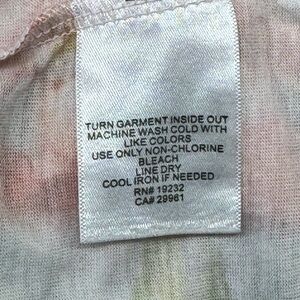 TURN GARMENT INSIDE OUT
MACHINE WASH COLD WITH
LIKE COLORS
USE ONLY NON-CHLORINE
BLEACH
LINE DRY
COOL IRON IF NEEDED
RN# 19232
CA# 29961